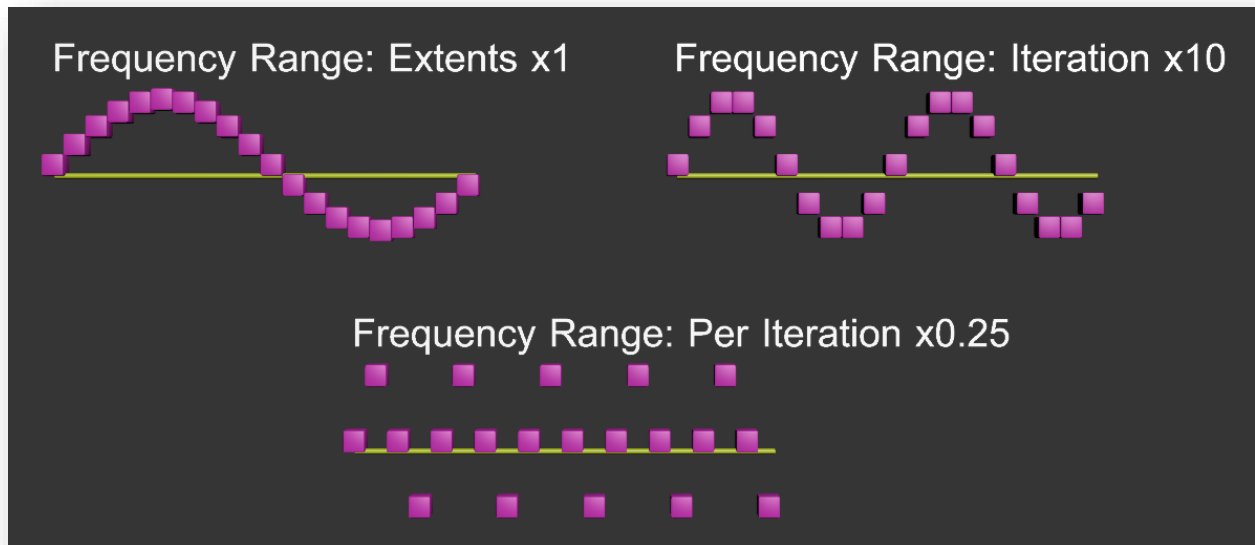 Frequency Range: Extents x1
Frequency Range: Iteration x10
Frequency Range: Per Iteration x0.25